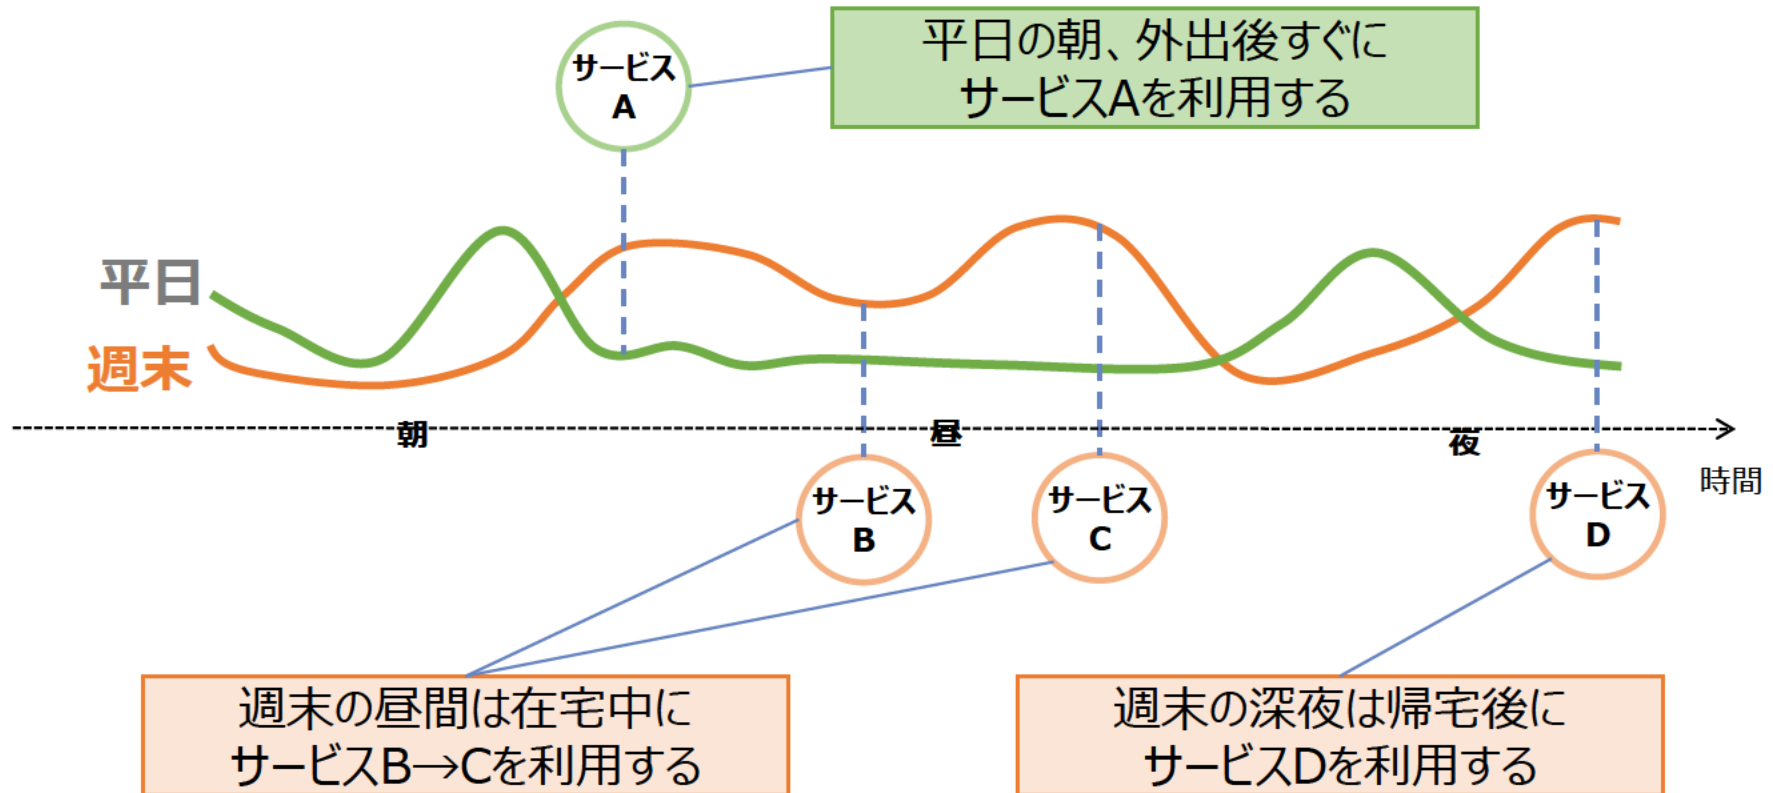 平日の朝、外出後すぐに
サービスAを利用する
サービス
A
平日
週末
朝
昼
夜
時間
サービス
B
サービス
C
サービス
D
週末の昼間は在宅中に
サービスB→Cを利用する
週末の深夜は帰宅後に
サービスDを利用する